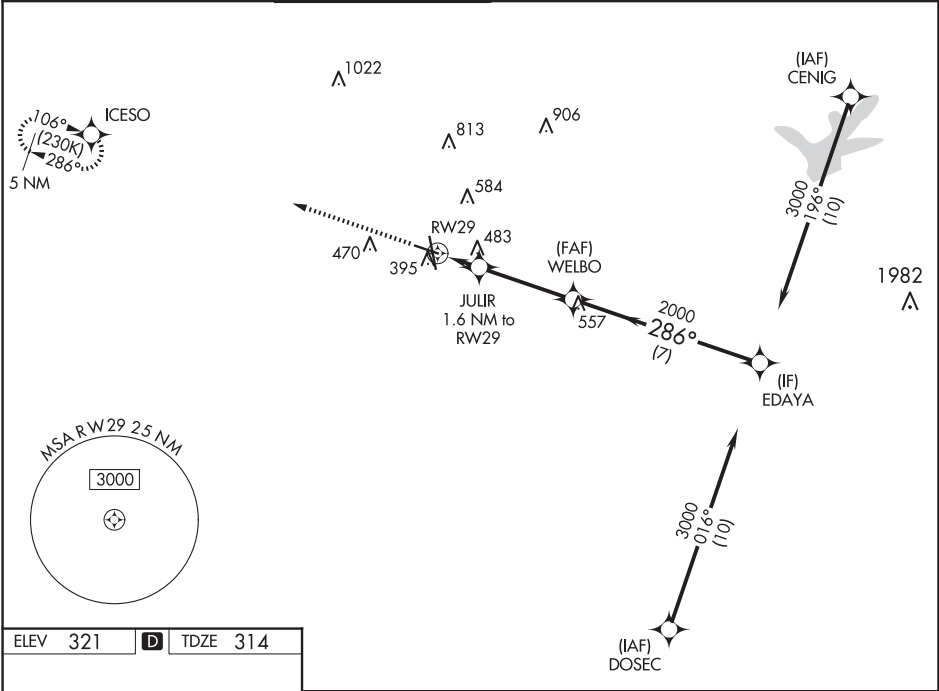 1022
(IAF)
CENIG
ICESO
106°
(230K)
286°
5 NM
813
906
584
3000
196°
(10)
RW29
483
470
395
(FAF)
WELBO
1982
JULIR
1.6 NM to
RW29
557
2000
286°
(7)
(IF)
EDAYA
MSA RW29 25 NM
3000
3000
016°
(10)
ELEV 321 D TDZE 314
(IAF)
DOSEC